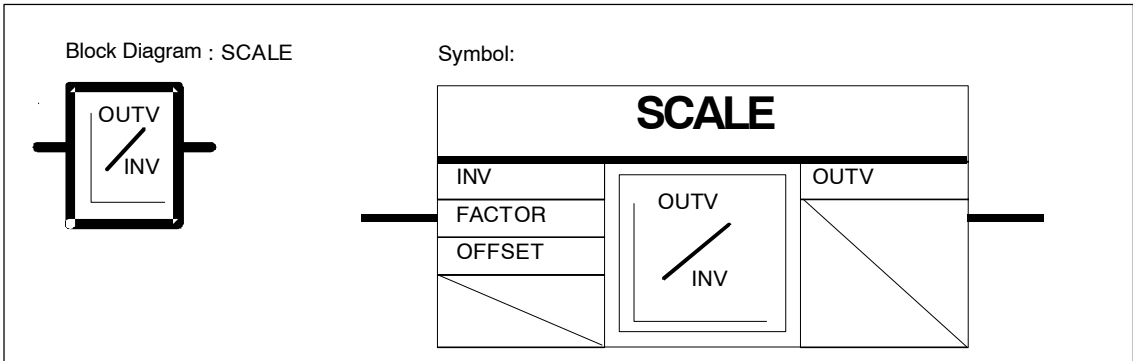 Block Diagram : SCALE
OUTV
INV
Symbol:
SCALE
INV
FACTOR
OFFSET
OUTV
INV
OUTV